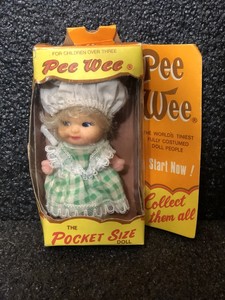 FOR CHILDREN OVER THREE
Pee Wee®
THE
POCKET SIZE
DOLL
Pee
Wee®
THE WORLDS TINIEST
FULLY COSTUMED
DOLL PEOPLE
Start Now !
Collect
them all